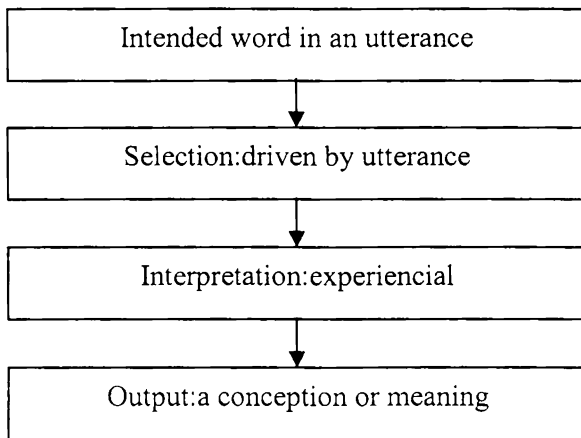 Intended word in an utterance
Selection:driven by utterance
Interpretation:experiencial
Output:a conception or meaning